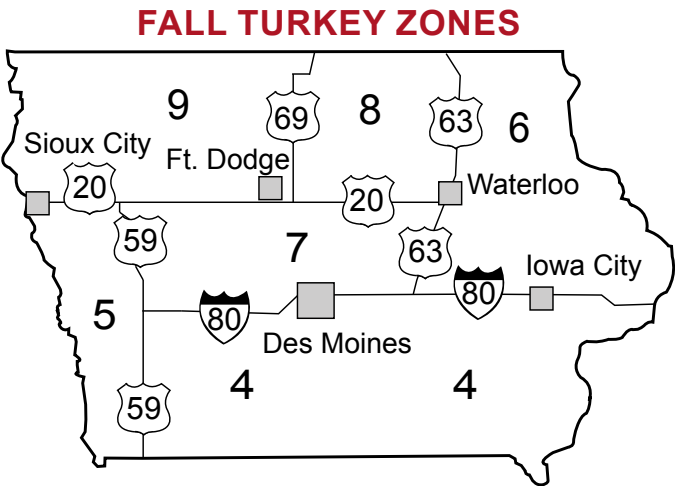 FALL TURKEY ZONES
9
69
8
63
6
Sioux City
Ft. Dodge
20
Waterloo
20
59
7
63
Iowa City
5
80
80
Des Moines
4
4
59